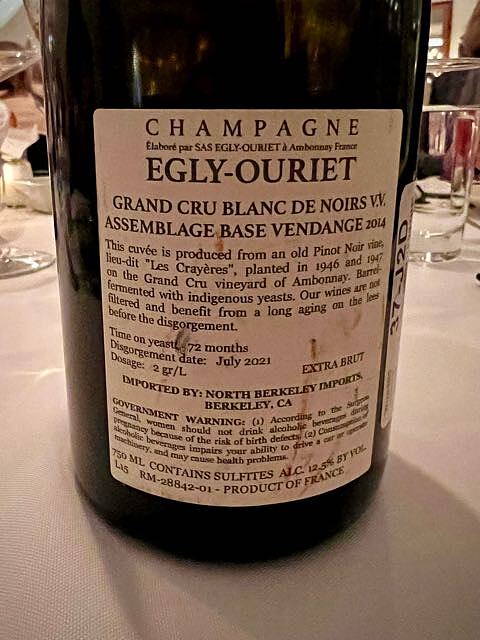 CHAMPAGNE
Élaboré par SAS EGLY-OURIET à Ambonnay France
EGLY-OURIET
GRAND CRU BLANC DE NOIRS V.V.
ASSEMBLAGE BASE VENDANGE 2014
This cuvée is produced from an old Pinot Noir vine,
lieu-dit "Les Crayères", planted in 1946 and 1947
on the Grand Cru vineyard of Ambonnay. Barrel-
fermented with indigenous yeasts. Our wines are not
filtered and benefit from a long aging on the lees
before the disgorgement.
Time on yeast: 72 months
Disgorgement date: July 2021
Dosage: 2 gr/L
EXTRA BRUT
IMPORTED BY: NORTH BERKELEY IMPORTS,
BERKELEY, CA
GOVERNMENT WARNING: (1) According to the Surgeon
General, women should not drink alcoholic beverages during
pregnancy because of the risk of birth defects. (2) Consumption of
alcoholic beverages impairs your ability to drive a car or operate
machinery, and may cause health problems.
750 ML CONTAINS SULFITES ALC. 12.5% BY VOL.
L15 RM-28842-01 - PRODUCT OF FRANCE